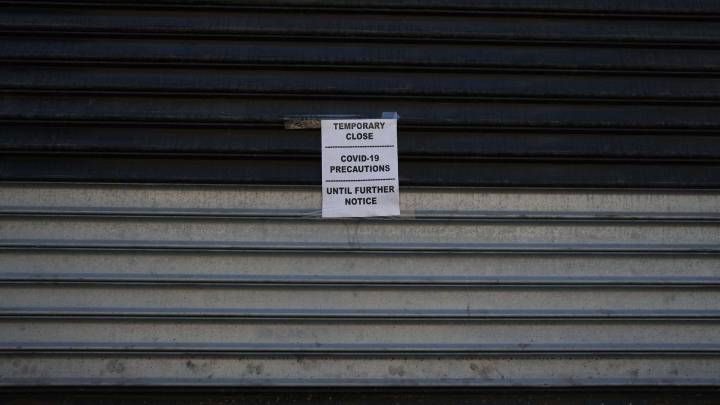 TEMPORARY
CLOSE
COVID-19
PRECAUTIONS
UNTIL FURTHER
NOTICE